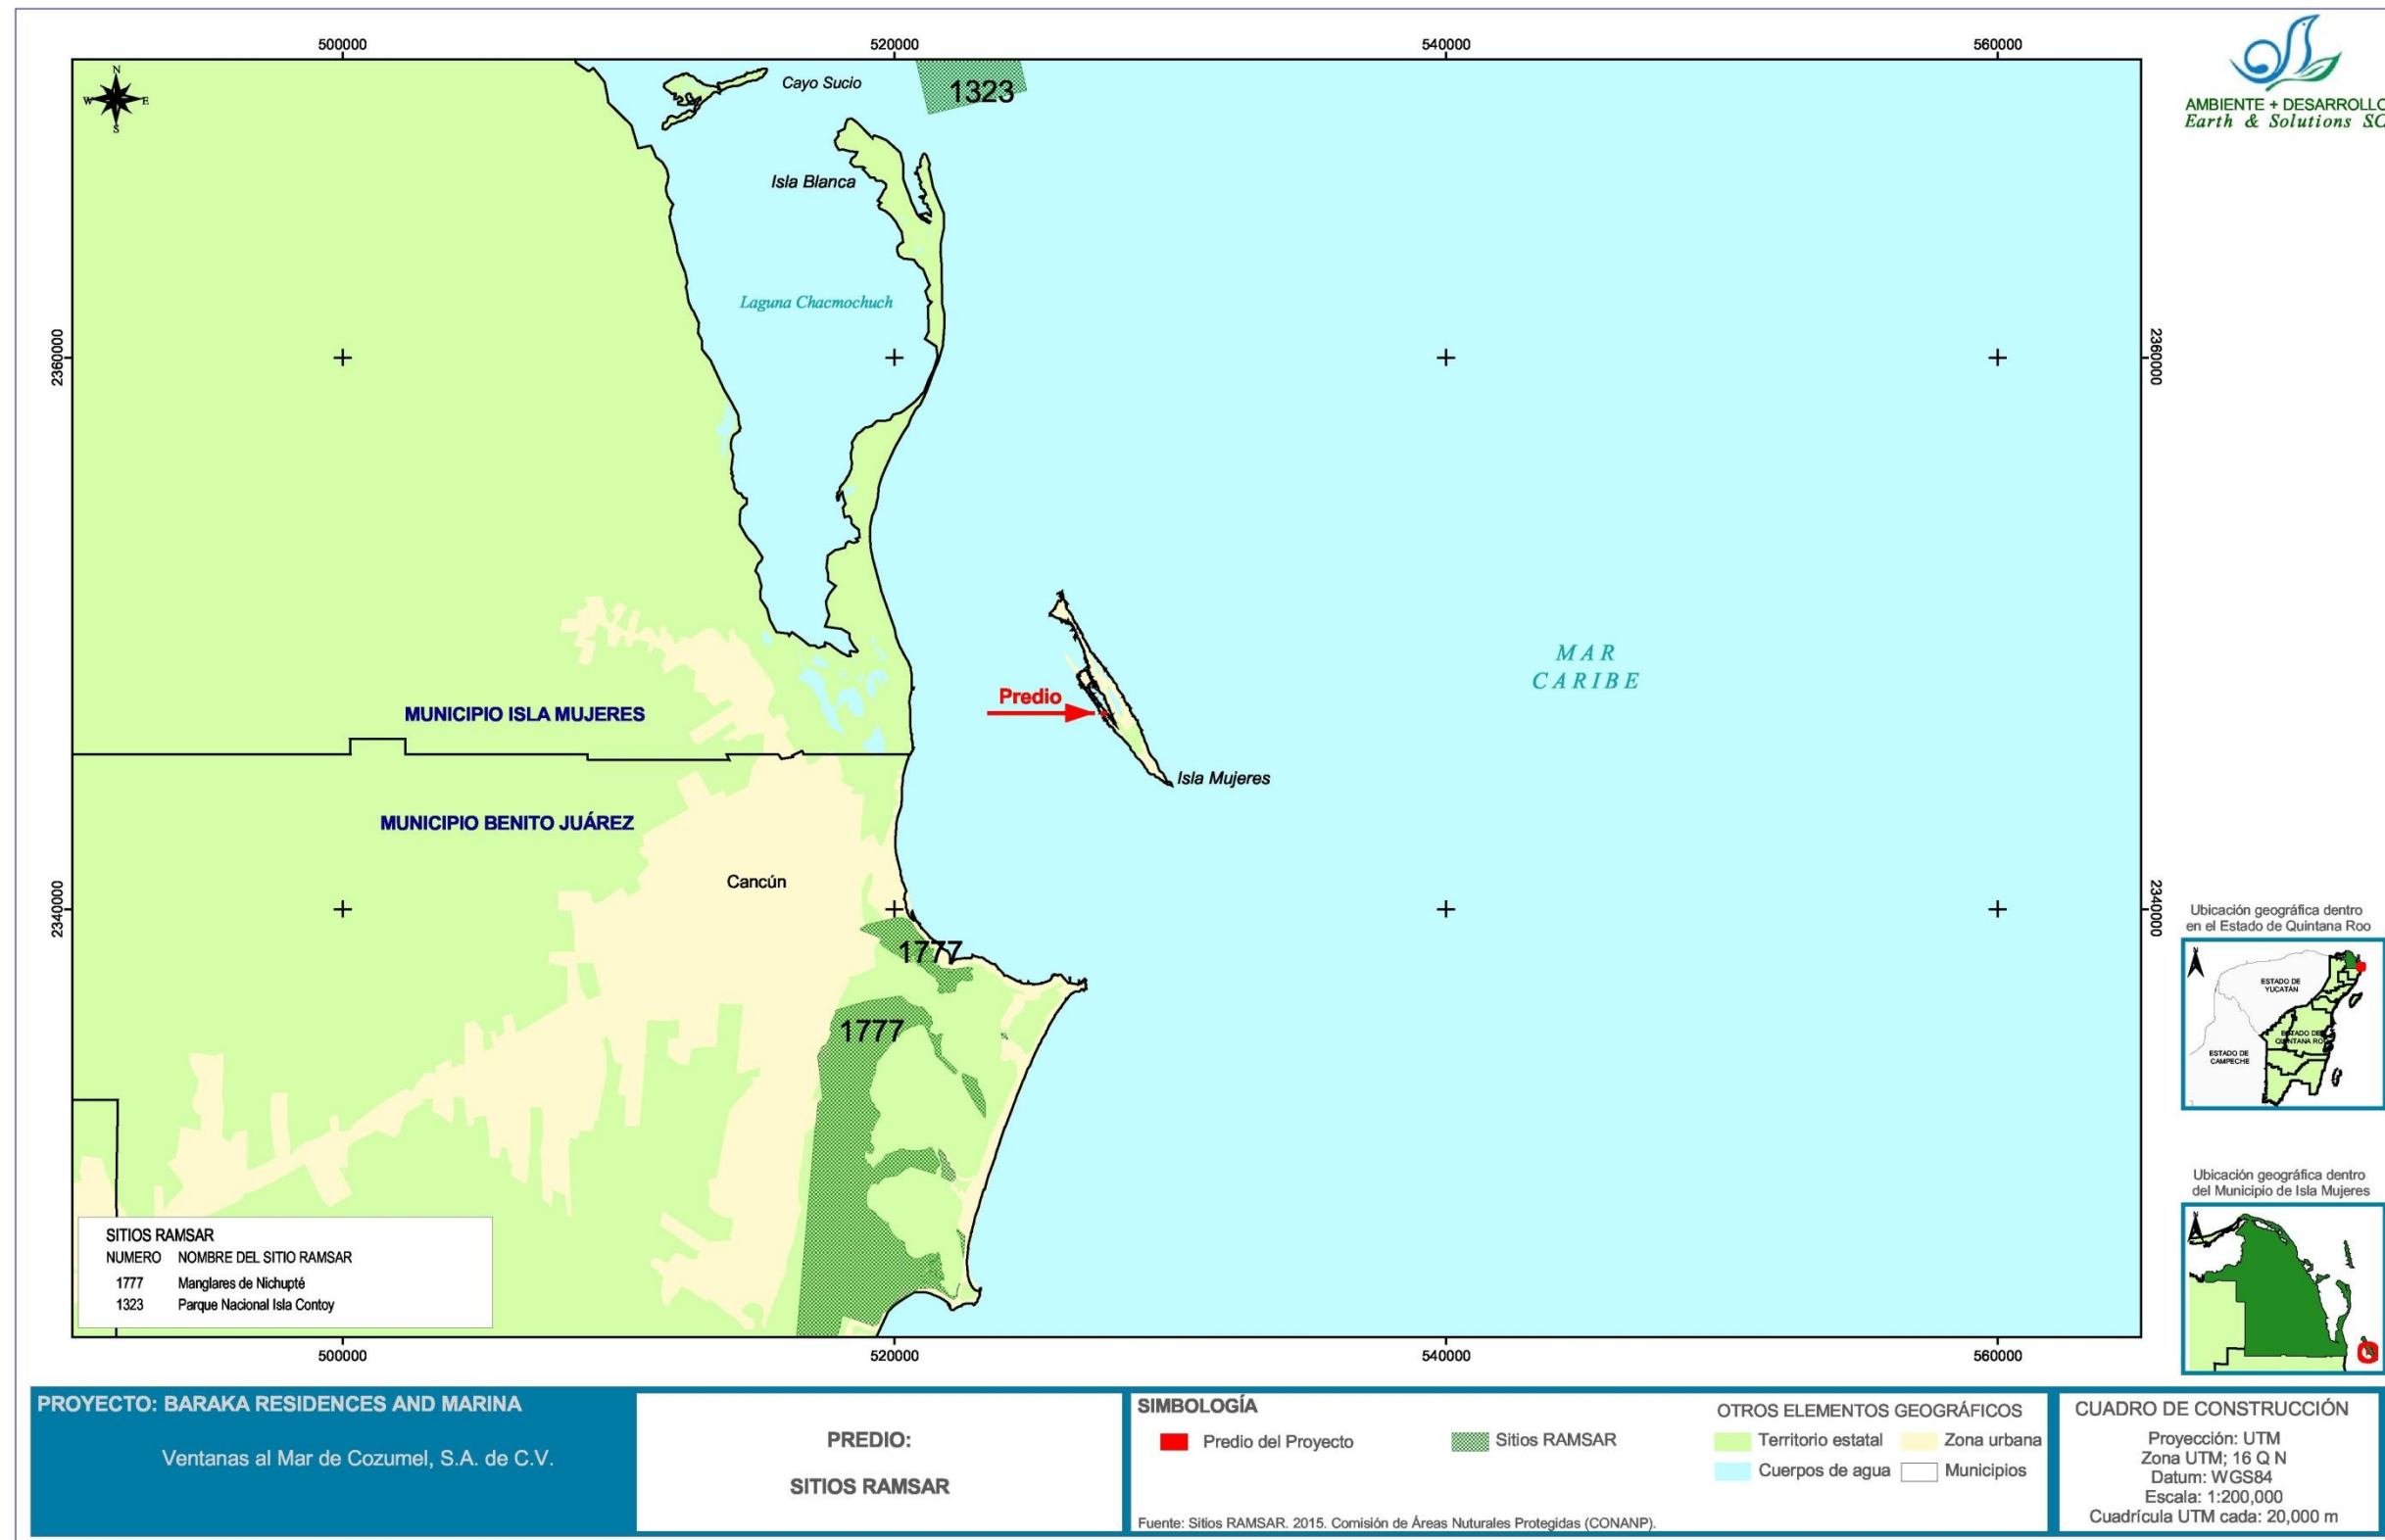 500000
520000
540000
560000
N
W
E
S
Cayo Sucio
1323
Isla Blanca
Laguna Chacmochuch
2360000
2360000
MAR
CARIBE
Predio
MUNICIPIO ISLA MUJERES
Isla Mujeres
MUNICIPIO BENITO JUÁREZ
Cancún
2340000
2340000
1777
1777
SITIOS RAMSAR
NUMERO NOMBRE DEL SITIO RAMSAR
1777 Manglares de Nichupté
1323 Parque Nacional Isla Contoy
500000
520000
540000
560000
AMBIENTE + DESARROLLO
Earth & Solutions S.C
Ubicación geográfica dentro
en el Estado de Quintana Roo
N
ESTADO DE
YUCATÁN
ESTADO DE
QUINTANA RO
ESTADO DE
CAMPECHE
Ubicación geográfica dentro
del Municipio de Isla Mujeres
N
PROYECTO: BARAKA RESIDENCES AND MARINA
Ventanas al Mar de Cozumel, S.A. de C.V.
PREDIO:
SITIOS RAMSAR
SIMBOLOGÍA
Predio del Proyecto
Sitios RAMSAR
OTROS ELEMENTOS GEOGRÁFICOS
Territorio estatal
Zona urbana
Cuerpos de agua
Municipios
Fuente: Sitios RAMSAR. 2015. Comisión de Áreas Nuturales Protegidas (CONANP).
CUADRO DE CONSTRUCCIÓN
Proyección: UTM
Zona UTM; 16 Q N
Datum: WGS84
Escala: 1:200,000
Cuadrícula UTM cada: 20,000 m